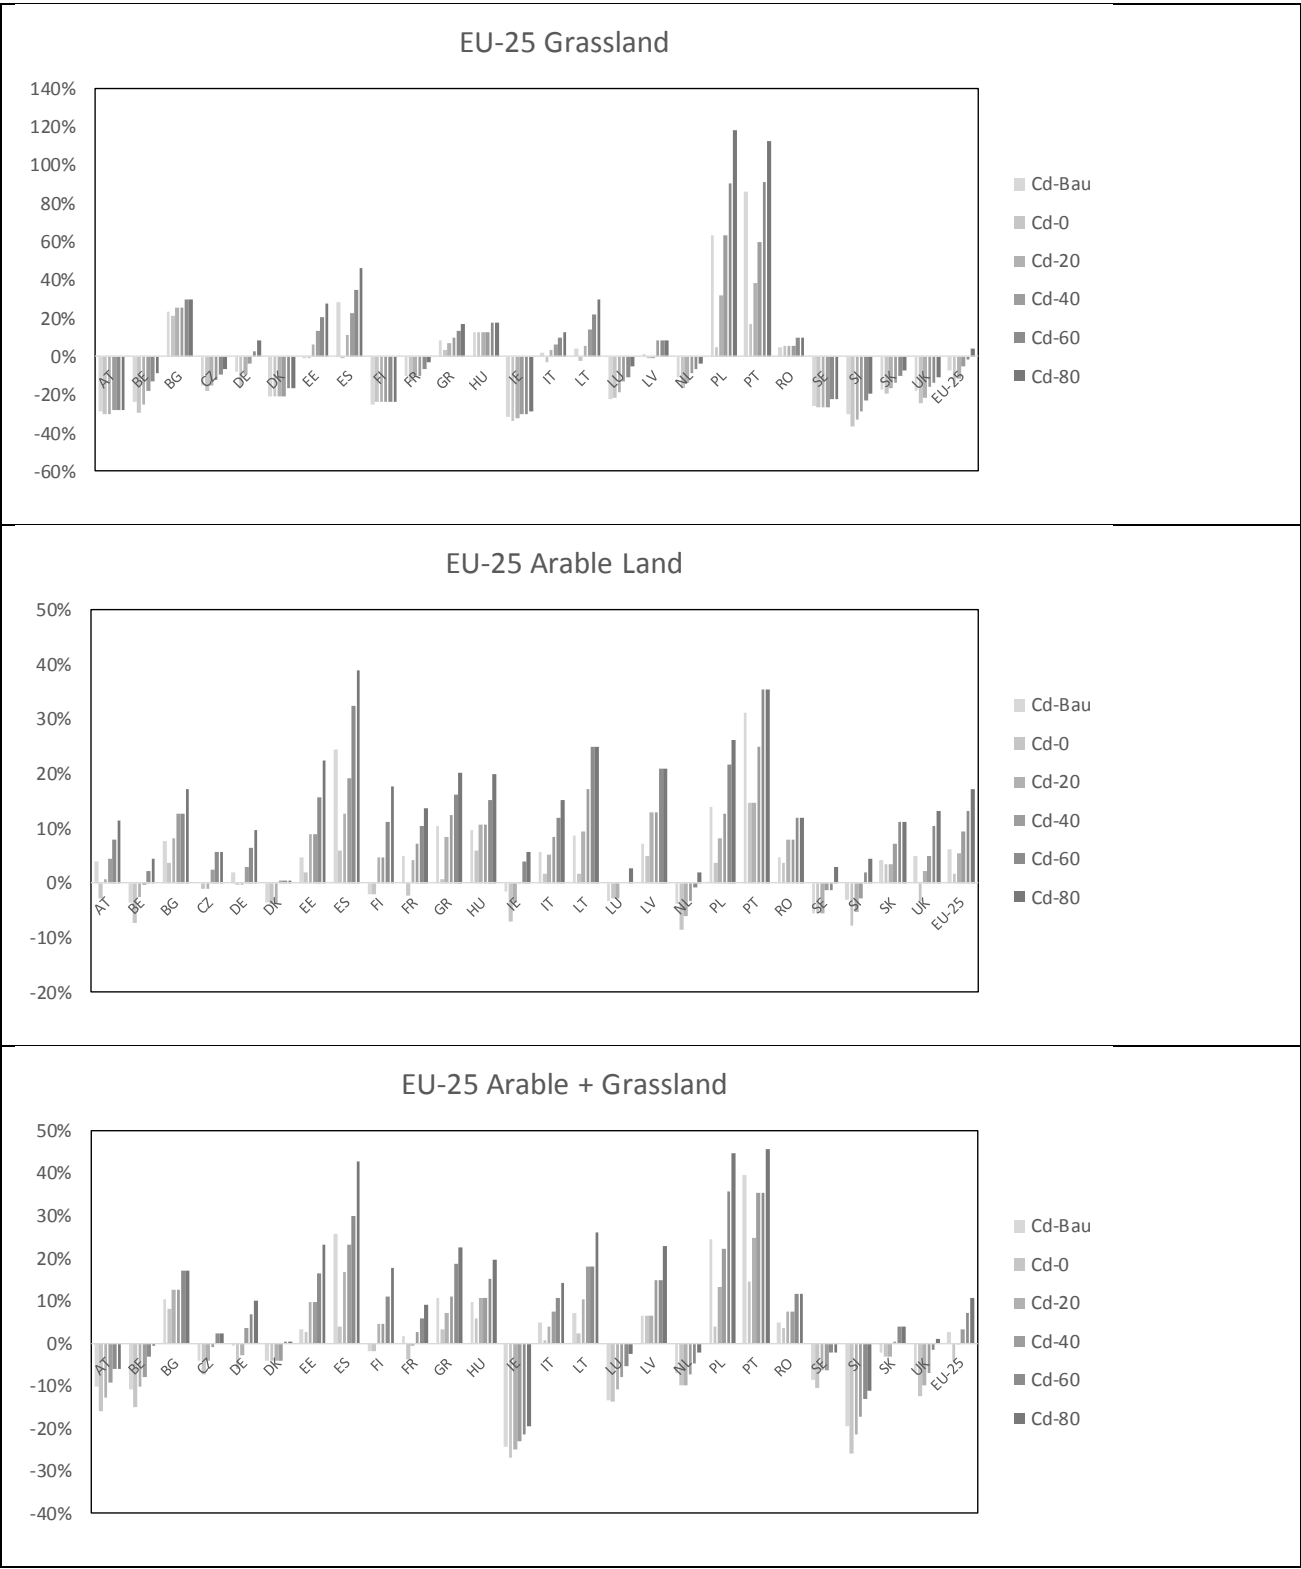 EU-25 Grassland
140%
120%
100%
80%
60%
40%
20%
0%
-20%
-40%
-60%
AT BE BG CZ DE DK EE ES FI FR GR HU IE IT LT LU LV NL PL PT RO SE SI SK UK EU-25
Cd-Bau
Cd-0
Cd-20
Cd-40
Cd-60
Cd-80
EU-25 Arable Land
50%
40%
30%
20%
10%
0%
-10%
-20%
AT BE BG CZ DE DK EE ES FI FR GR HU IE IT LT LU LV NL PL PT RO SE SI SK UK EU-25
Cd-Bau
Cd-0
Cd-20
Cd-40
Cd-60
Cd-80
EU-25 Arable + Grassland
50%
40%
30%
20%
10%
0%
-10%
-20%
-30%
-40%
AT BE BG CZ DE DK EE ES FI FR GR HU IE IT LT LU LV NL PL PT RO SE SI SK UK EU-25
Cd-Bau
Cd-0
Cd-20
Cd-40
Cd-60
Cd-80